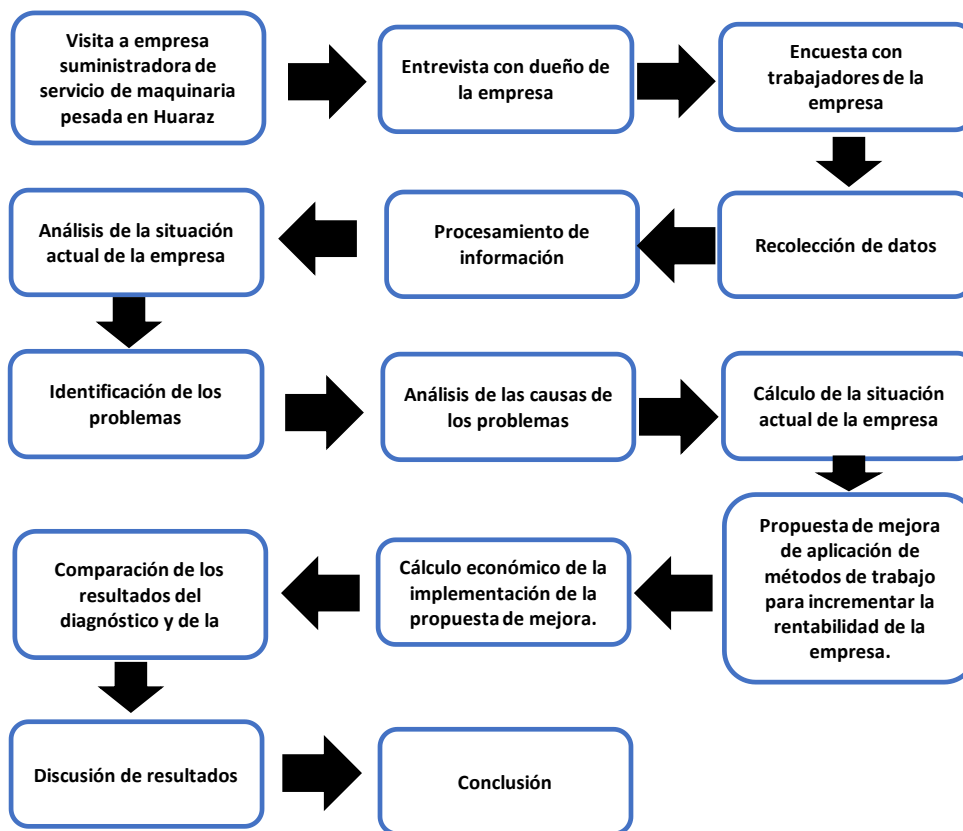 Visita a empresa
suministradora de
servicio de maquinaria
pesada en Huaraz
Entrevista con dueño de
la empresa
Encuesta con
trabajadores de la
empresa
Recolección de datos
Procesamiento de
información
Análisis de la situación
actual de la empresa
Identificación de los
problemas
Análisis de las causas de
los problemas
Cálculo de la situación
actual de la empresa
Propuesta de mejora
de aplicación de
métodos de trabajo
para incrementar la
rentabilidad de la
empresa.
Cálculo económico de la
implementación de la
propuesta de mejora.
Comparación de los
resultados del
diagnóstico y de la
Discusión de resultados
Conclusión